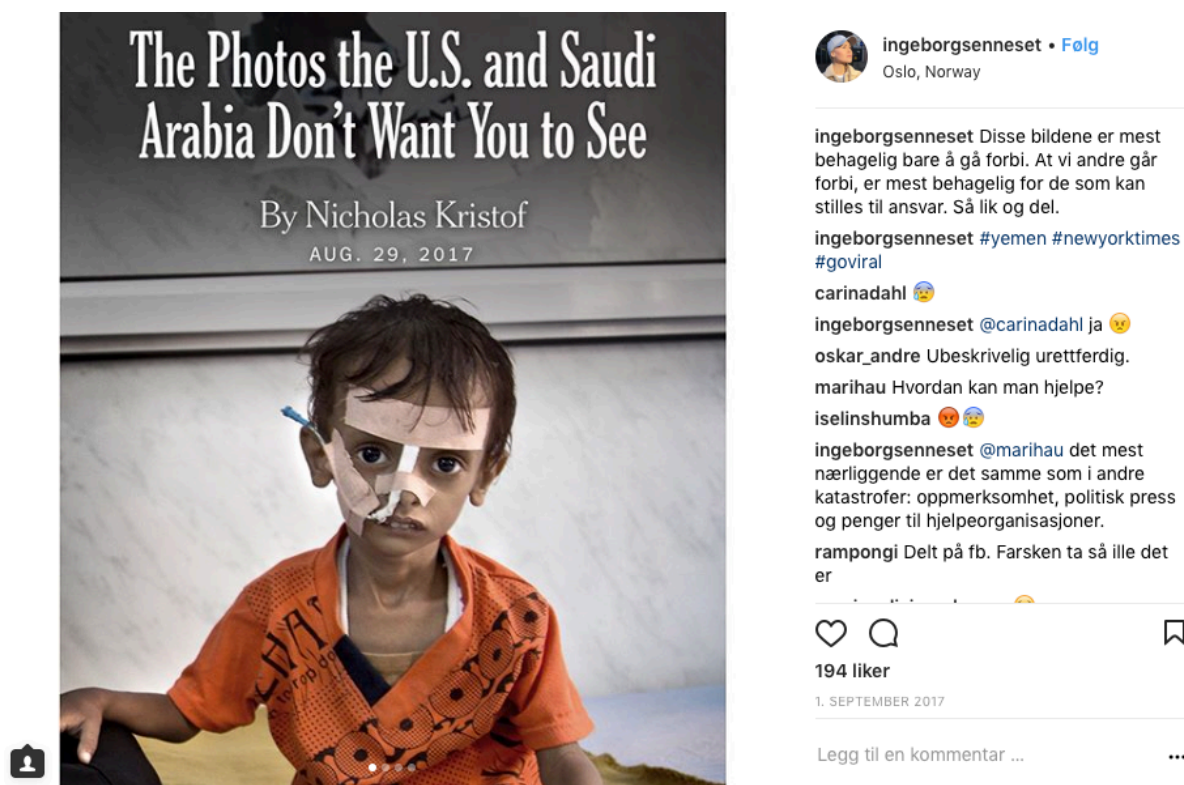 The Photos the U.S. and Saudi
Arabia Don't Want You to See
By Nicholas Kristof
AUG. 29, 2017
to rop do
ingeborgsenneset • Følg
Oslo, Norway
ingeborgsenneset Disse bildene er mest
behagelig bare å gå forbi. At vi andre går
forbi, er mest behagelig for de som kan
stilles til ansvar. Så lik og del.
ingeborgsenneset #yemen #newyorktimes
#goviral
carinadahl 😰
ingeborgsenneset @carinadahl ja 😠
oskar_andre Ubeskrivelig urettferdig.
marihau Hvordan kan man hjelpe?
iselinshumba 😡😰
ingeborgsenneset @marihau det mest
nærliggende er det samme som i andre
katastrofer: oppmerksomhet, politisk press
og penger til hjelpeorganisasjoner.
rampongi Delt på fb. Farsken ta så ille det
er
194 liker
1. SEPTEMBER 2017
Legg til en kommentar ...